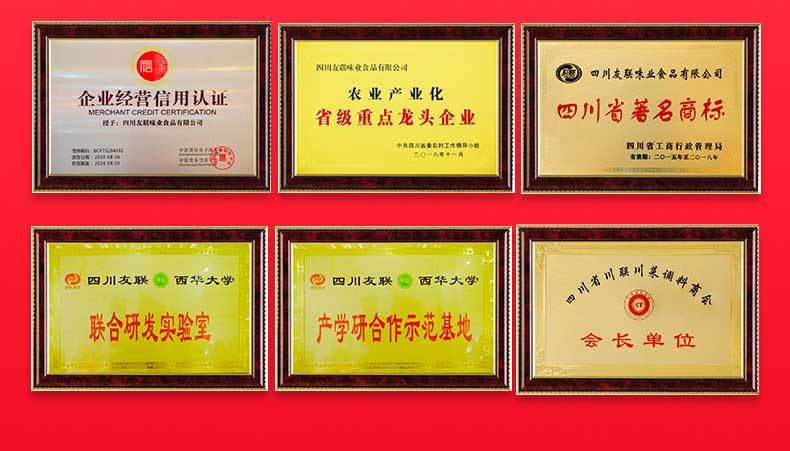 企业经营信用认证
MERCHANT CREDIT CERTIFICATION
授予：四川友联味业食品有限公司
四川友联味业食品有限公司
农业产业化
省级重点龙头企业
中共四川省委农村工作领导小组
二〇一八年十一月
四川友联味业食品有限公司
四川省著名商标
四川省工商行政管理局
有效期：二〇一五年至二〇一八年
四川友联 西华大学
联合研发实验室
四川友联 西华大学
产学研合作示范基地
四川省川联川菜调料商会
会长单位